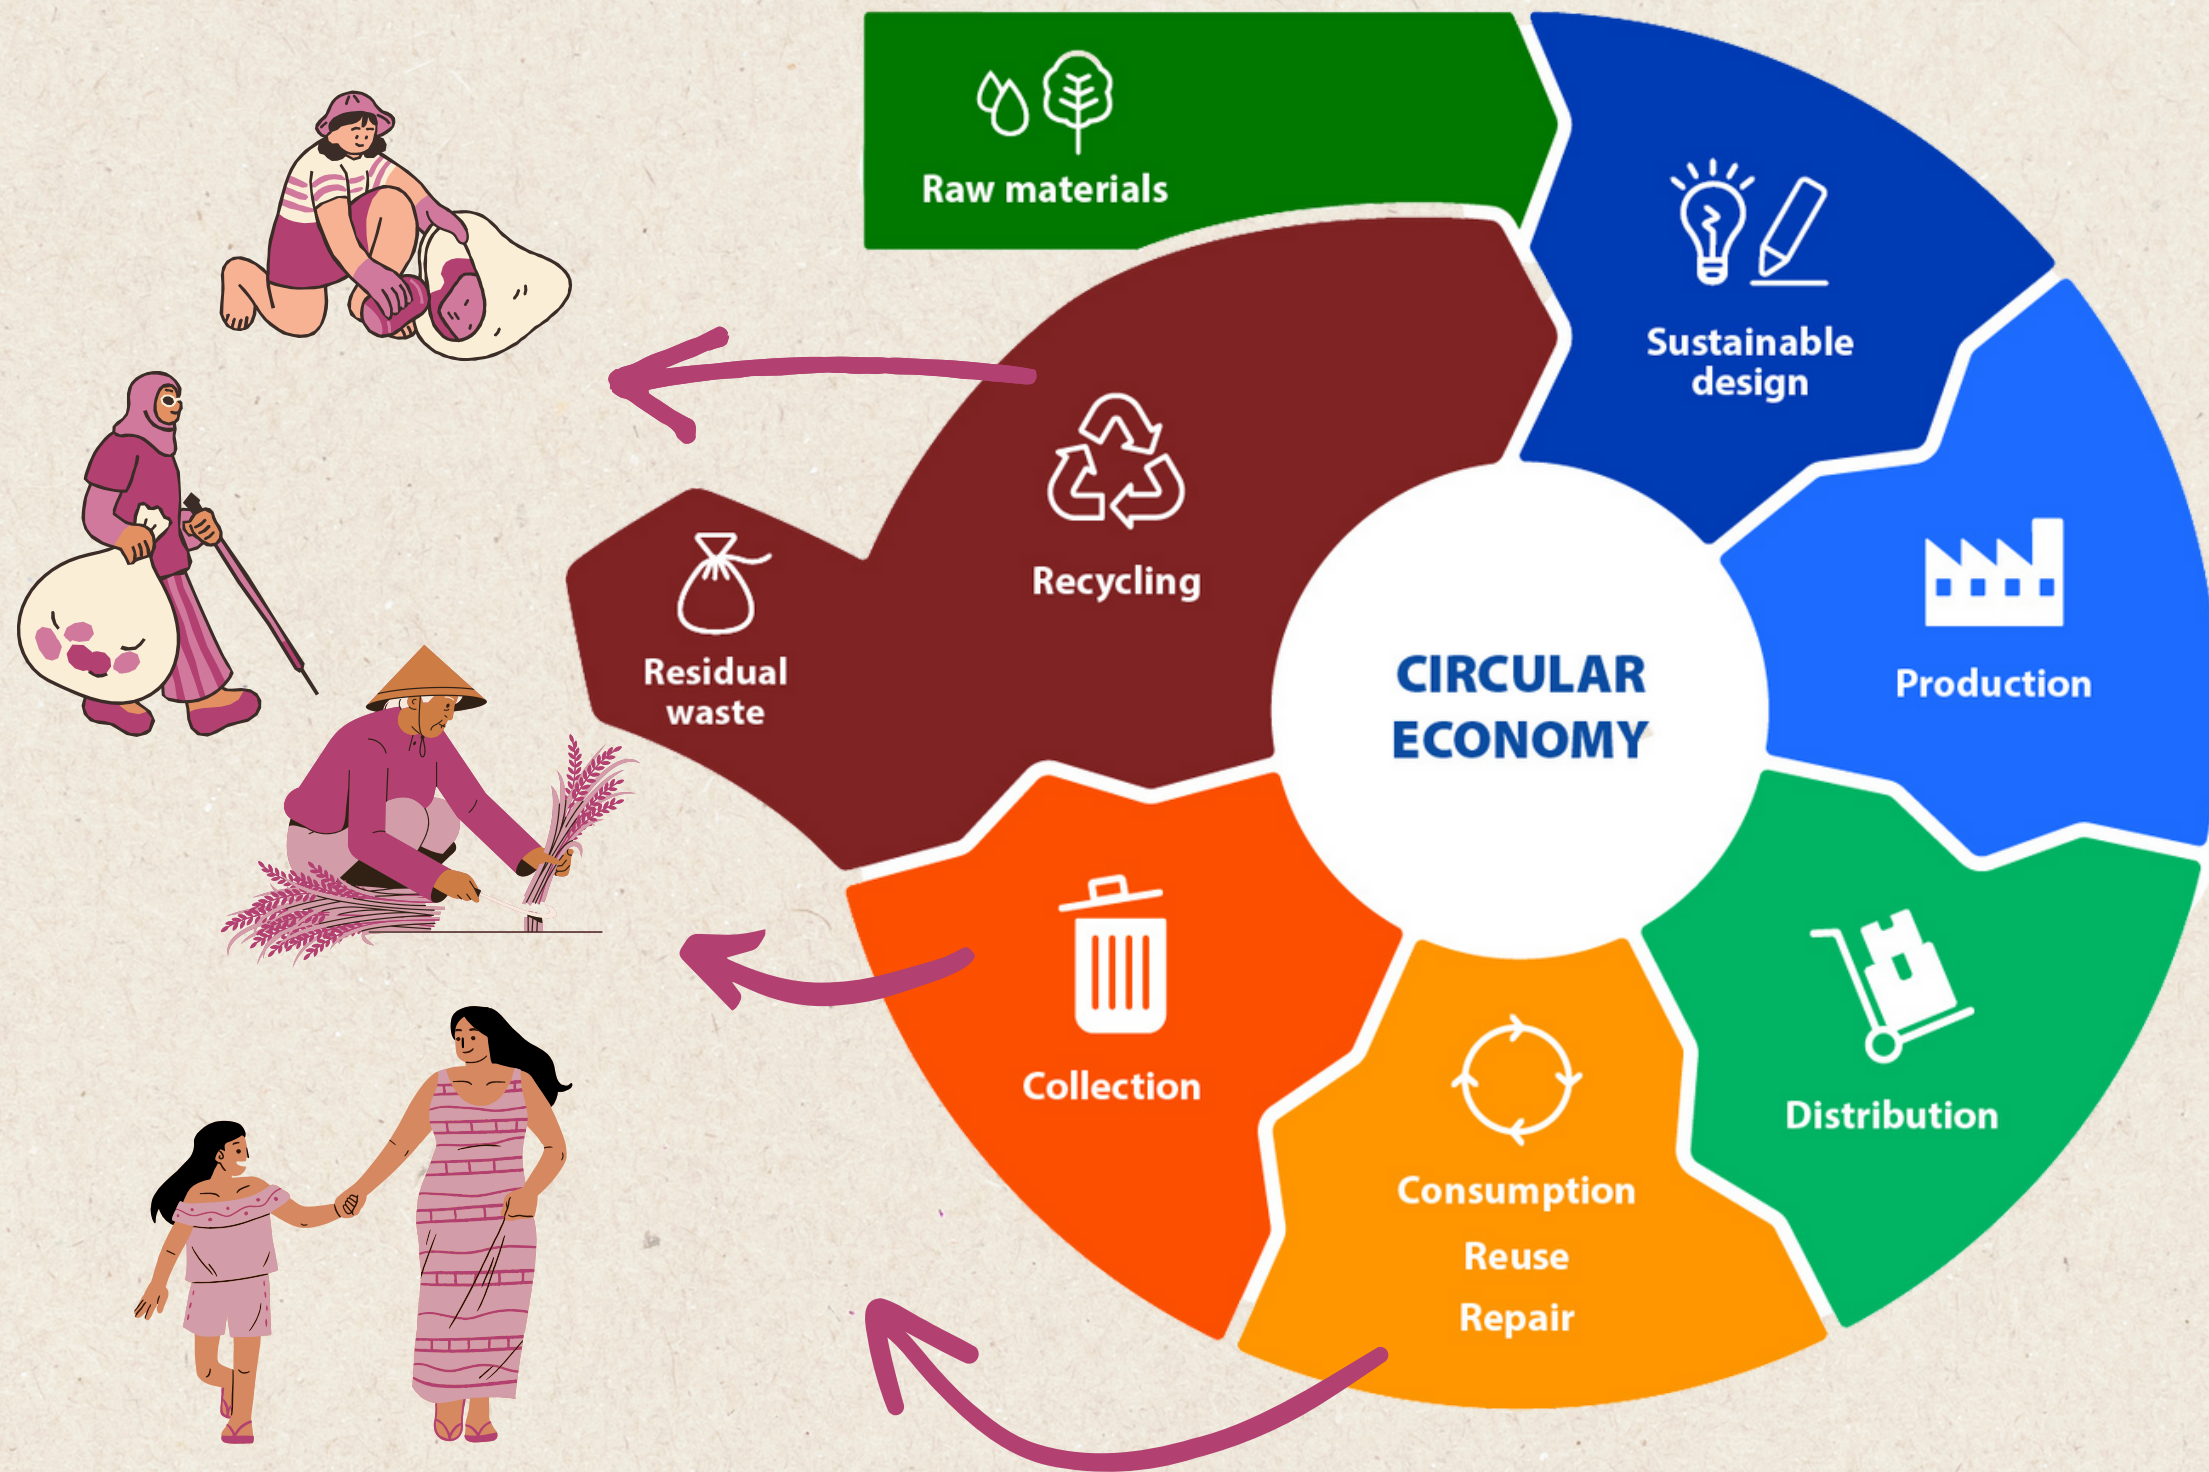 Raw materials
Sustainable
design
Production
Distribution
Consumption
Reuse
Repair
Collection
Recycling
Residual
waste
CIRCULAR
ECONOMY